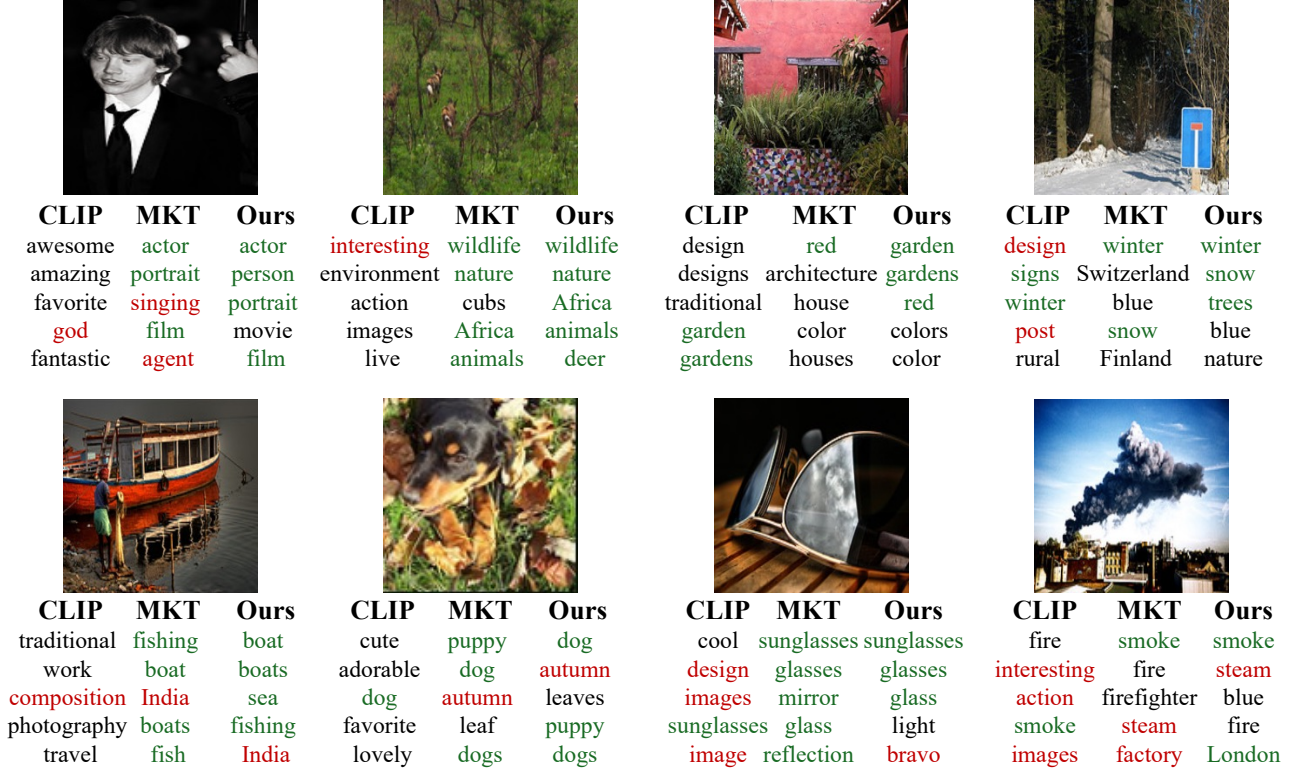 CLIP MKT Ours CLIP MKT Ours CLIP MKT Ours CLIP MKT Ours
awesome actor actor interesting wildlife wildlife design red garden design winter winter
amazing portrait person environment nature nature designs architecture gardens signs Switzerland snow
favorite singing portrait action cubs Africa traditional house red winter blue trees
god film movie images Africa animals garden color colors post snow blue
fantastic agent film live animals deer gardens houses color rural Finland nature
CLIP MKT Ours CLIP MKT Ours CLIP MKT Ours CLIP MKT Ours
traditional fishing boat cute puppy dog cool sunglasses sunglasses fire smoke smoke
work boat boats adorable dog autumn design glasses glasses interesting fire steam
composition India sea dog autumn leaves images mirror glass action firefighter blue
photography boats fishing favorite leaf puppy sunglasses glass light smoke steam fire
travel fish India lovely dogs dogs image reflection bravo images factory London